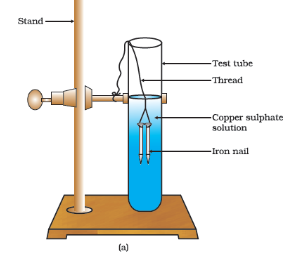 Stand
Test tube
Thread
Copper sulphate
solution
Iron nail
(a)